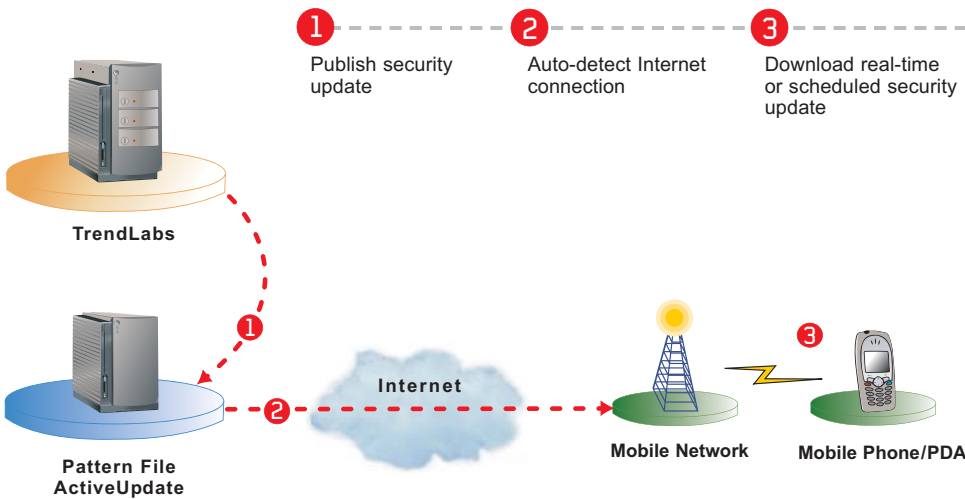 1
2
3
Publish security
update
Auto-detect Internet
connection
Download real-time
or scheduled security
update
TrendLabs
1
3
Internet
2
Mobile Network
Mobile Phone/PDA
Pattern File
ActiveUpdate